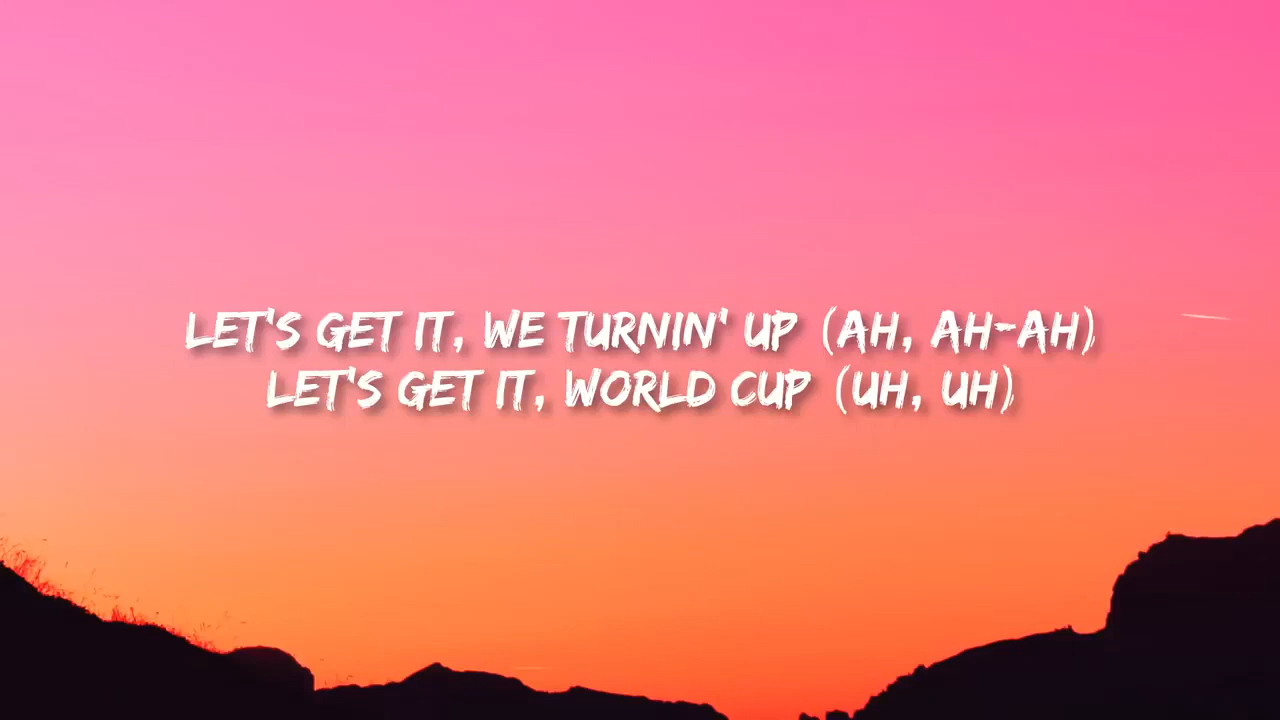 LET'S GET IT, WE TURNIN' UP (AH, AH-AH)
LET'S GET IT, WORLD CUP (UH, UH)